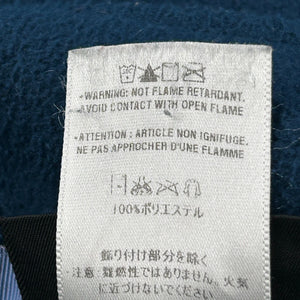 -WARNING: NOT FLAME RETARDANT.
AVOID CONTACT WITH OPEN FLAME
-ATTENTION : ARTICLE NON IGNIFUGE.
NE PAS APPROCHER D'UNE FLAMME
100%ポリエステル
飾り付け部分を除く
・注意：難燃性ではありません。火気
に近づけないでください